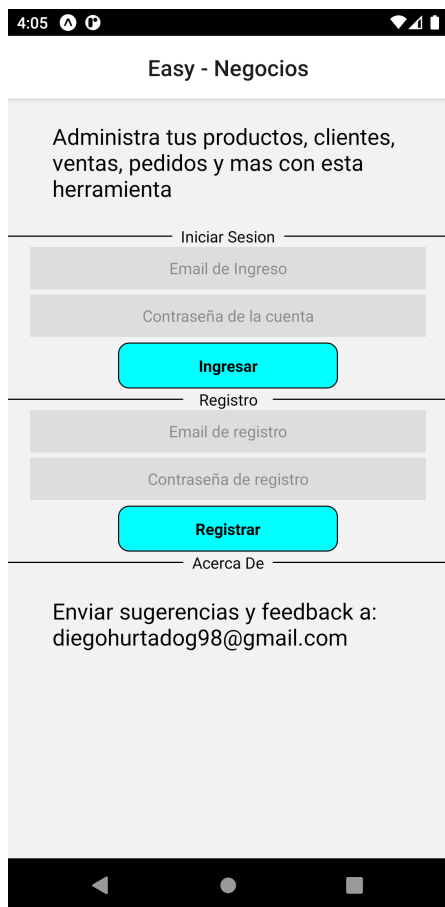 4:05
Easy - Negocios
Administra tus productos, clientes,
ventas, pedidos y mas con esta
herramienta
Iniciar Sesion
Email de Ingreso
Contraseña de la cuenta
Ingresar
Registro
Email de registro
Contraseña de registro
Registrar
Acerca De
Enviar sugerencias y feedback a:
diegohurtadog98@gmail.com